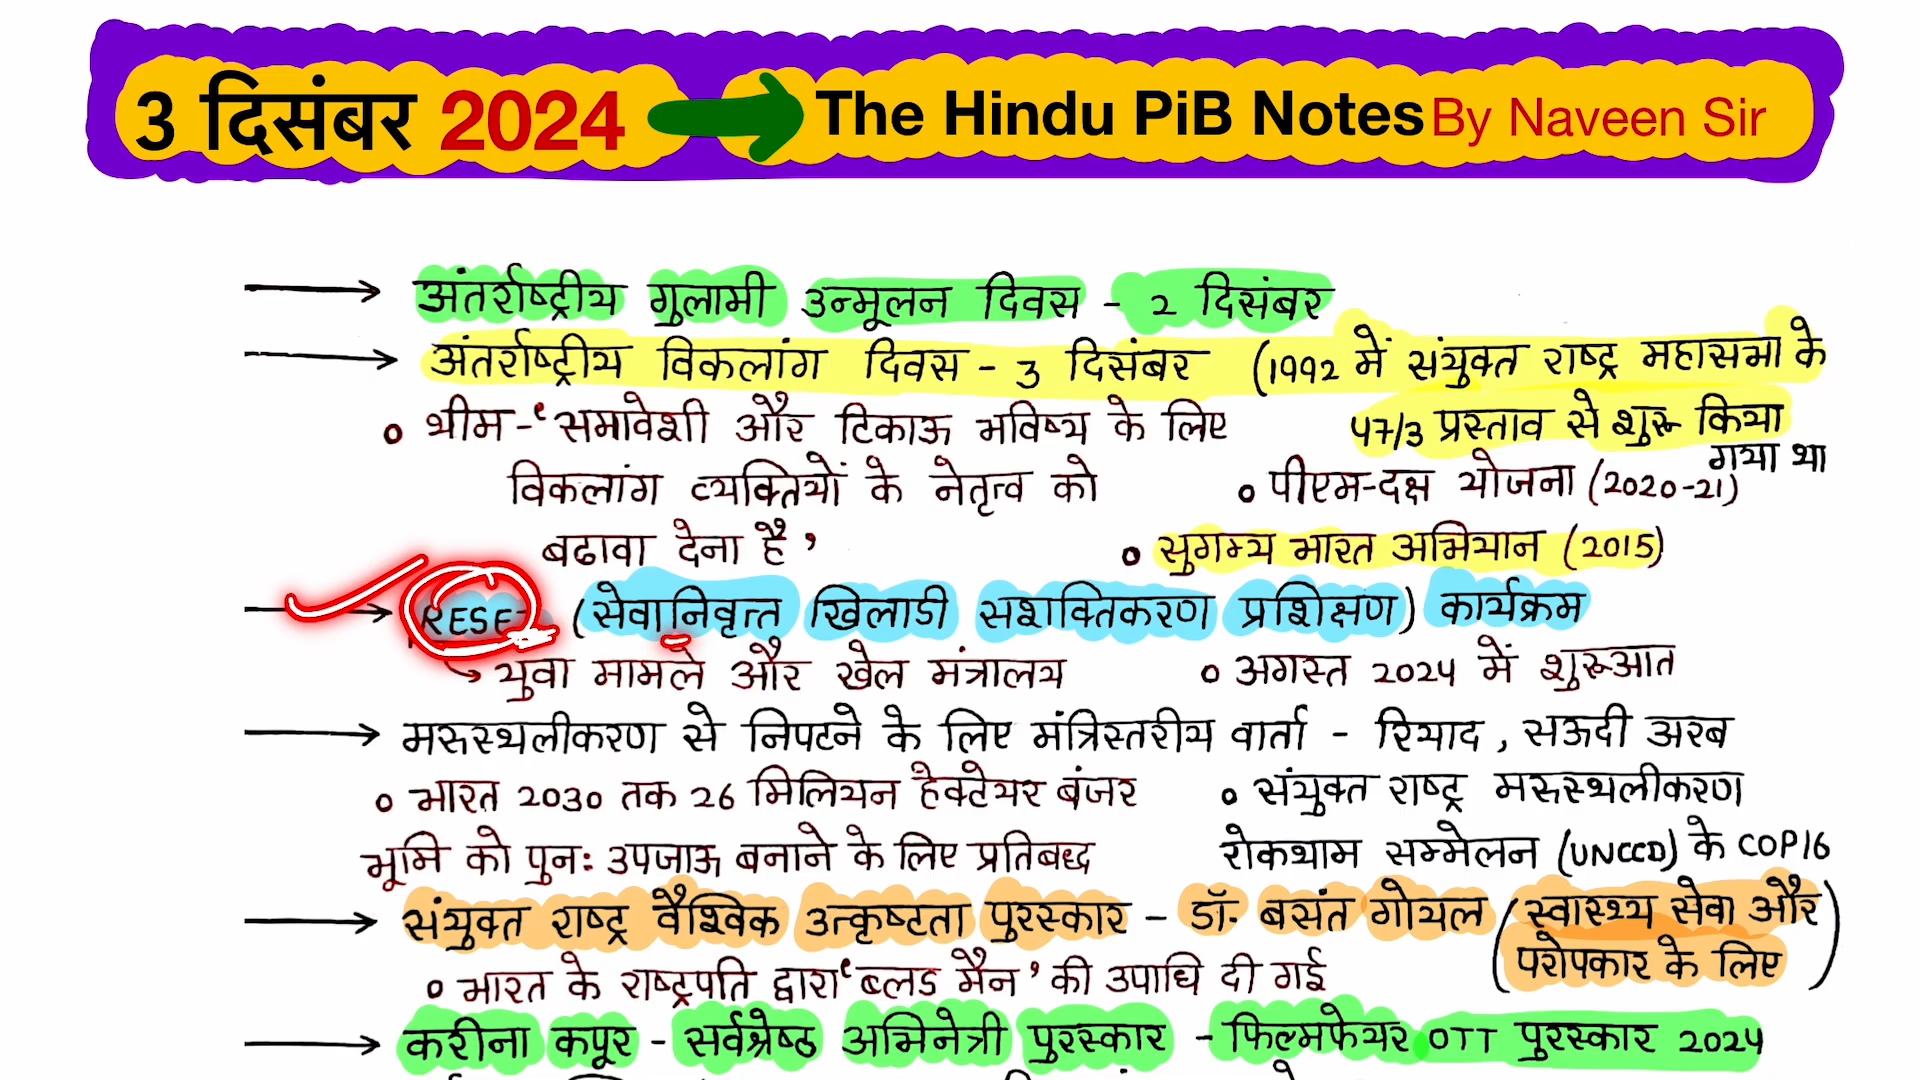 3 दिसंबर 2024 The Hindu PiB Notes By Naveen Sir
अंतर्राष्ट्रीय गुलामी उन्मूलन दिवस - 2 दिसंबर
अंतर्राष्ट्रीय विकलांग दिवस - 3 दिसंबर (1992 में संयुक्त राष्ट्र महासभा के
47/3 प्रस्ताव से शुरू किया
गया था
थीम - ‘समावेशी और टिकाऊ भविष्य के लिए
विकलांग व्यक्तियों के नेतृत्व को
बढावा देना है’
पीएम-दक्ष योजना (2020-21)
सुगम्य भारत अभियान (2015)
(सेवानिवृत्त खिलाडी सशक्तिकरण प्रशिक्षण) कार्यक्रम
युवा मामले और खेल मंत्रालय
अगस्त 2024 में शुरूआत
मरूस्थलीकरण से निपटने के लिए मंत्रिस्तरीय वार्ता - रियाद, सऊदी अरब
भारत 2030 तक 26 मिलियन हेक्टेयर बंजर
भूमि को पुनः उपजाऊ बनाने के लिए प्रतिबध्द
संयुक्त राष्ट्र मरूस्थलीकरण
रोकथाम सम्मेलन (UNCCD) के COP16
संयुक्त राष्ट्र वैश्विक उत्कृष्टता पुरस्कार - डॉ. बसंत गोयल (स्वास्थ्य सेवा और
परोपकार के लिए)
भारत के राष्ट्रपति द्वारा ‘ब्लड मैन’ की उपाधि दी गई
करीना कपूर - सर्वश्रेष्ठ अभिनेत्री पुरस्कार - फिल्मफेयर OTT पुरस्कार 2024